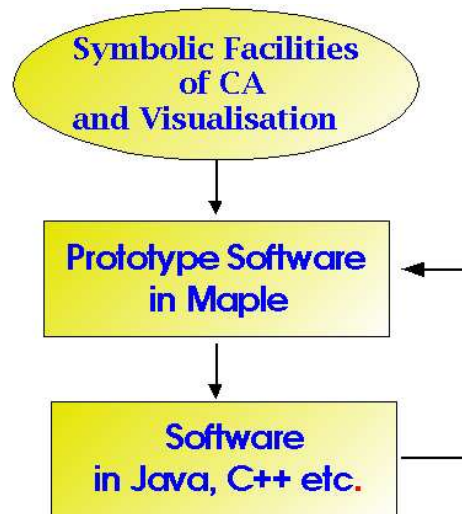 Symbolic Facilities
of CA
and Visualisation
Prototype Software
in Maple
Software
in Java, C++ etc.